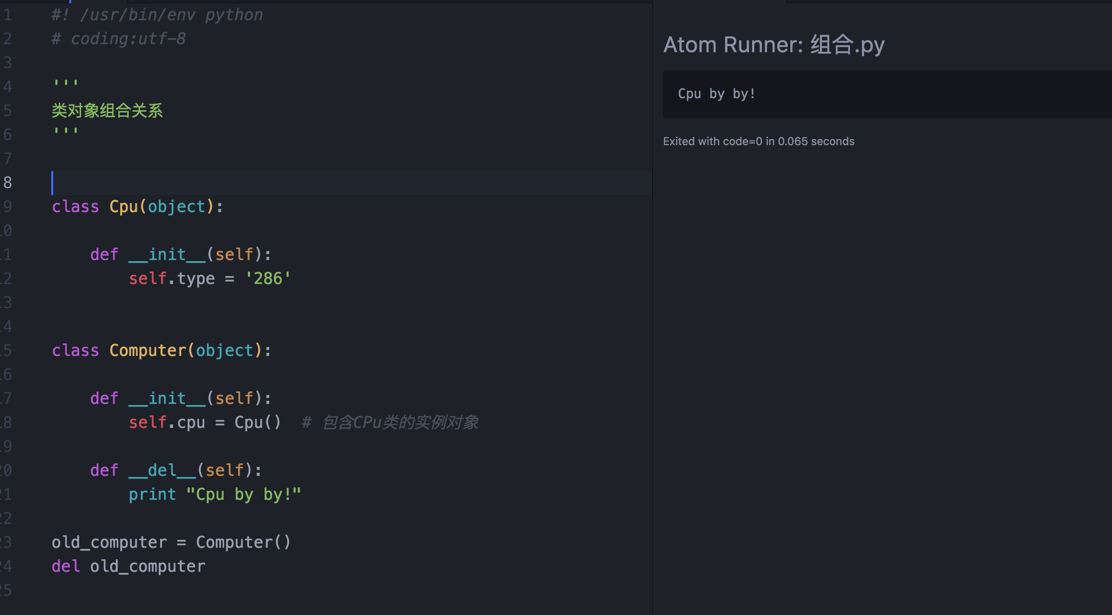 1 #! /usr/bin/env python
2 # coding:utf-8
3
4 '''
5 类对象组合关系
6 '''
7
8
9 class Cpu(object):
10
11     def __init__(self):
12         self.type = '286'
13
14
15 class Computer(object):
16
17     def __init__(self):
18         self.cpu = Cpu()  # 包含CPu类的实例对象
19
20     def __del__(self):
21         print "Cpu by by!"
22
23 old_computer = Computer()
24 del old_computer
25
Atom Runner: 组合.py
Cpu by by!
Exited with code=0 in 0.065 seconds